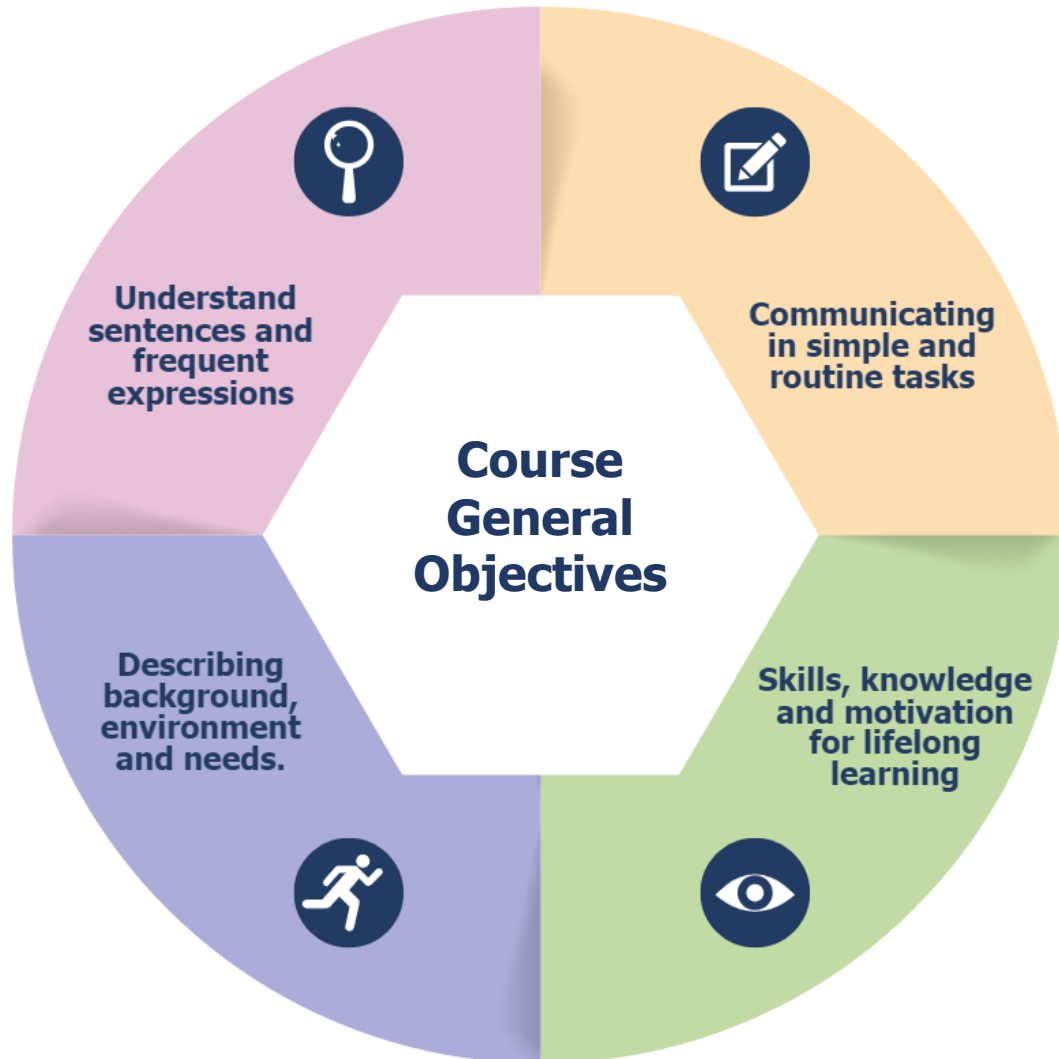 Understand
sentences and
frequent
expressions
Communicating
in simple and
routine tasks
Course
General
Objectives
Describing
background,
environment
and needs.
Skills, knowledge
and motivation
for lifelong
learning